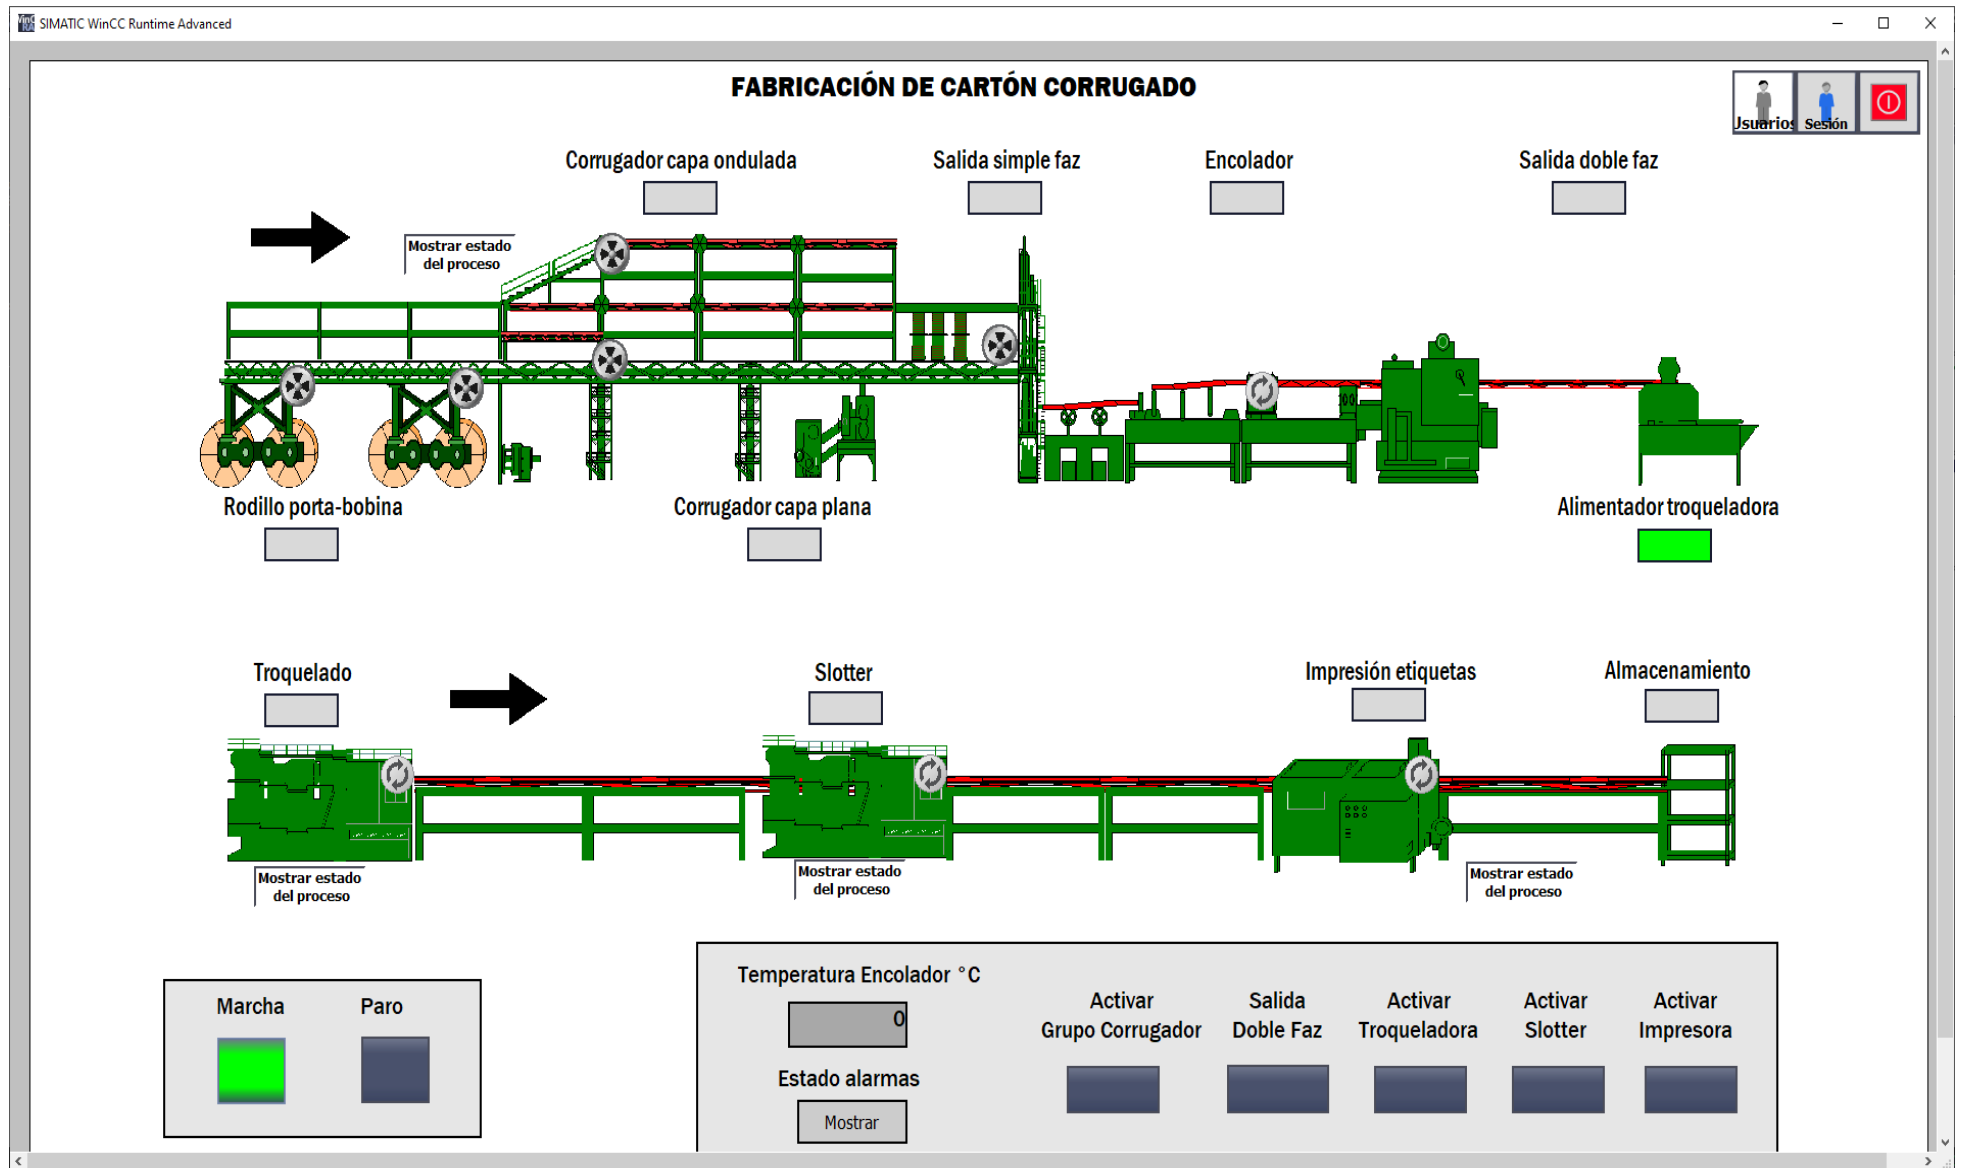 SIMATIC WinCC Runtime Advanced
FABRICACIÓN DE CARTÓN CORRUGADO
Usuarios
Sesión
Corrugador capa ondulada
Salida simple faz
Encolador
Salida doble faz
Mostrar estado
del proceso
Rodillo porta-bobina
Corrugador capa plana
Alimentador troqueladora
Troquelado
Slotter
Impresión etiquetas
Almacenamiento
Mostrar estado
del proceso
Mostrar estado
del proceso
Mostrar estado
del proceso
Marcha
Paro
Temperatura Encolador °C
0
Estado alarmas
Mostrar
Activar
Grupo Corrugador
Salida
Doble Faz
Activar
Troqueladora
Activar
Slotter
Activar
Impresora